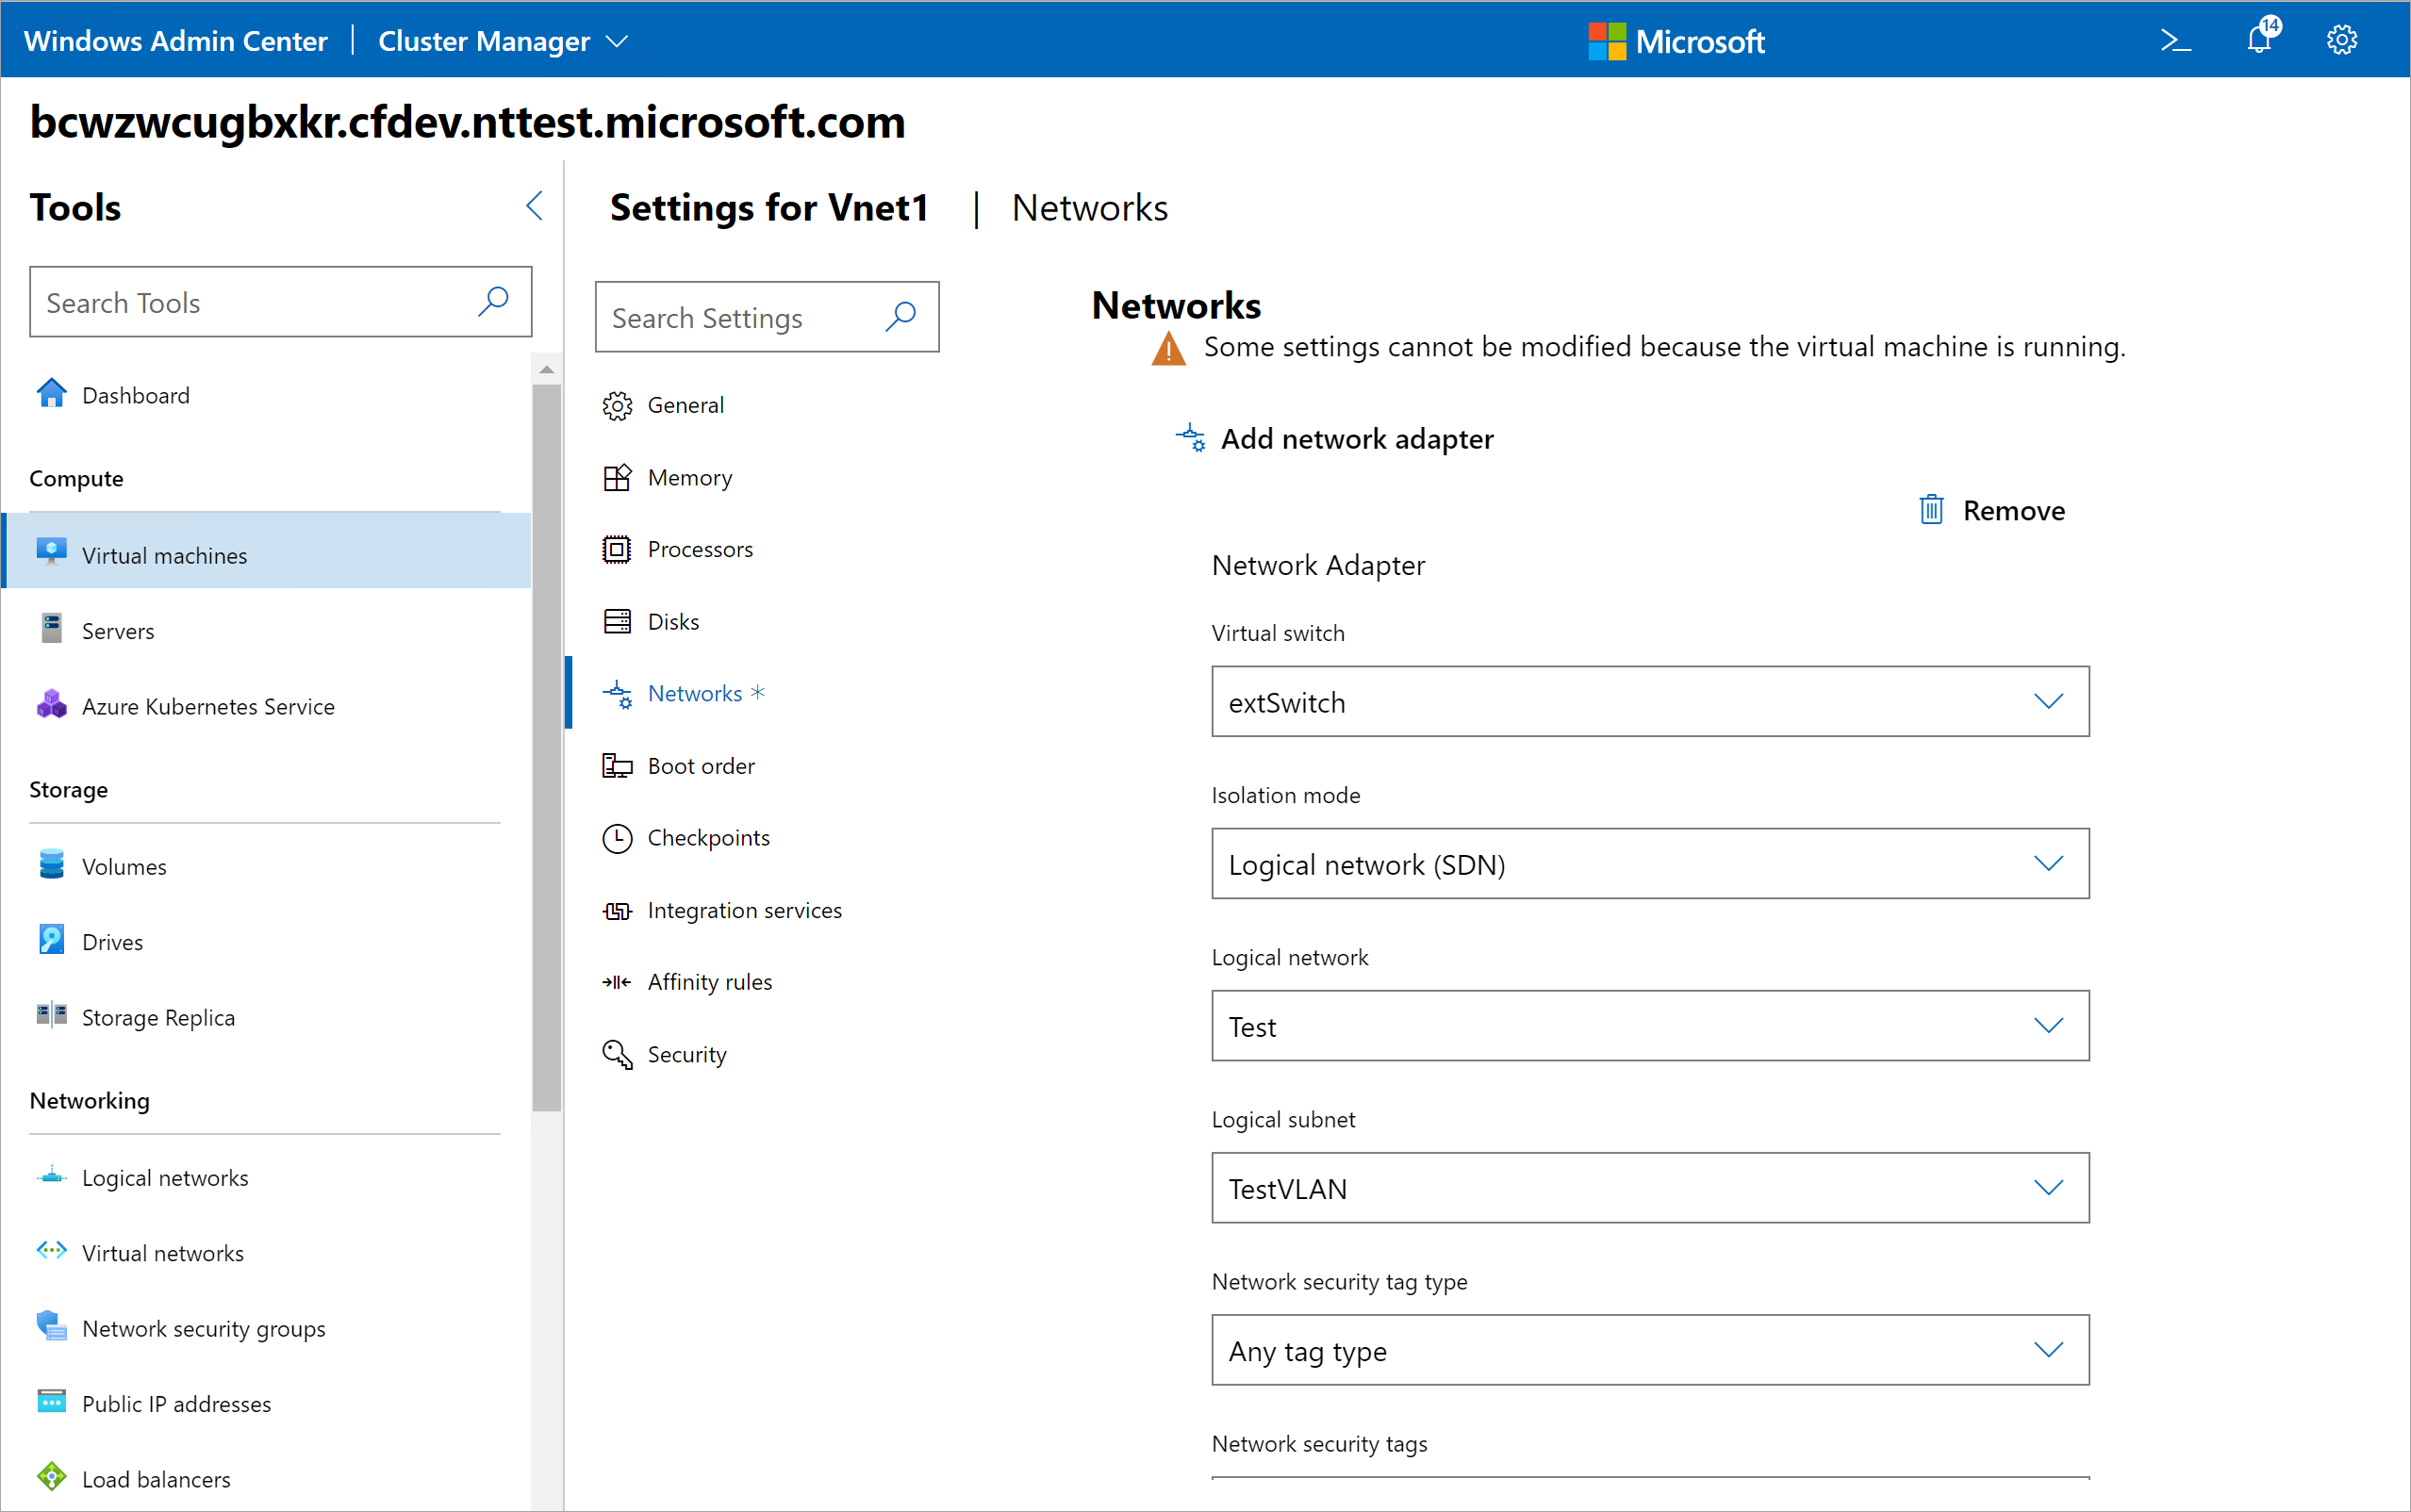 Windows Admin Center | Cluster Manager
Microsoft
14
bcwzwcugbxkr.cfdev.nttest.microsoft.com
Tools
Search Tools
Dashboard
Compute
Virtual machines
Servers
Azure Kubernetes Service
Storage
Volumes
Drives
Storage Replica
Networking
Logical networks
Virtual networks
Network security groups
Public IP addresses
Load balancers
Settings for Vnet1 | Networks
Search Settings
General
Memory
Processors
Disks
Networks *
Boot order
Checkpoints
Integration services
Affinity rules
Security
Networks
Some settings cannot be modified because the virtual machine is running.
Add network adapter
Remove
Network Adapter
Virtual switch
extSwitch
Isolation mode
Logical network (SDN)
Logical network
Test
Logical subnet
TestVLAN
Network security tag type
Any tag type
Network security tags